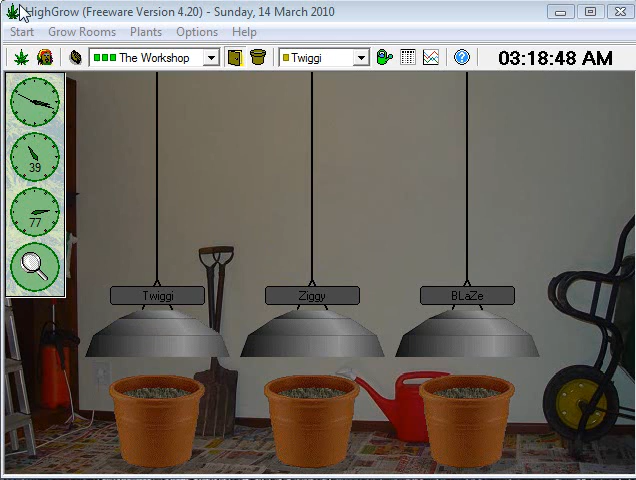 HighGrow (Freeware Version 4.20) - Sunday, 14 March 2010
Start Grow Rooms Plants Options Help
The Workshop Twiggi 03:18:48 AM
39
77
Twiggi Ziggy BLaZe